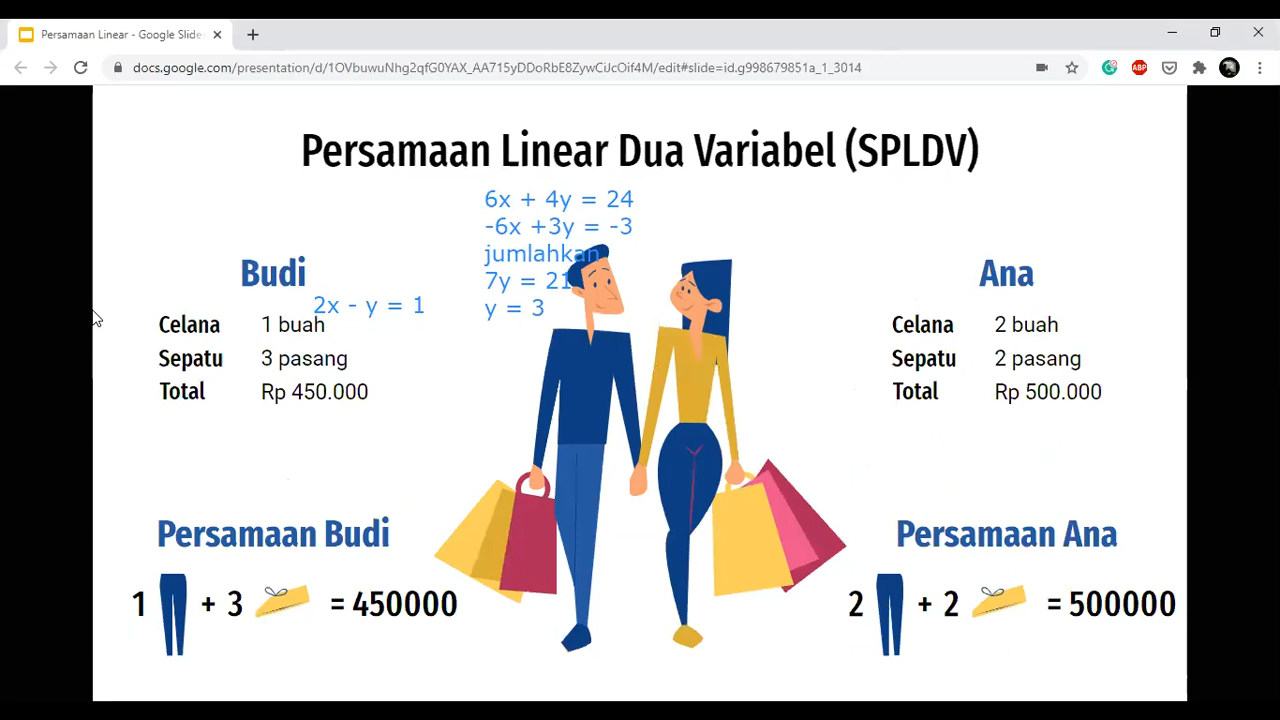 Persamaan Linear - Google Slide
docs.google.com/presentation/d/1OVbuwuNhg2qfG0YAX_AA715yDDoRbE8ZywCiJcOif4M/edit#slide=id.g998679851a_1_3014
ABP
Persamaan Linear Dua Variabel (SPLDV)
6x + 4y = 24
-6x +3y = -3
jumlahkan
7y = 21
y = 3
Budi
2x - y = 1
Celana 1 buah
Sepatu 3 pasang
Total Rp 450.000
Ana
Celana 2 buah
Sepatu 2 pasang
Total Rp 500.000
Persamaan Budi
1 + 3 = 450000
Persamaan Ana
2 + 2 = 500000